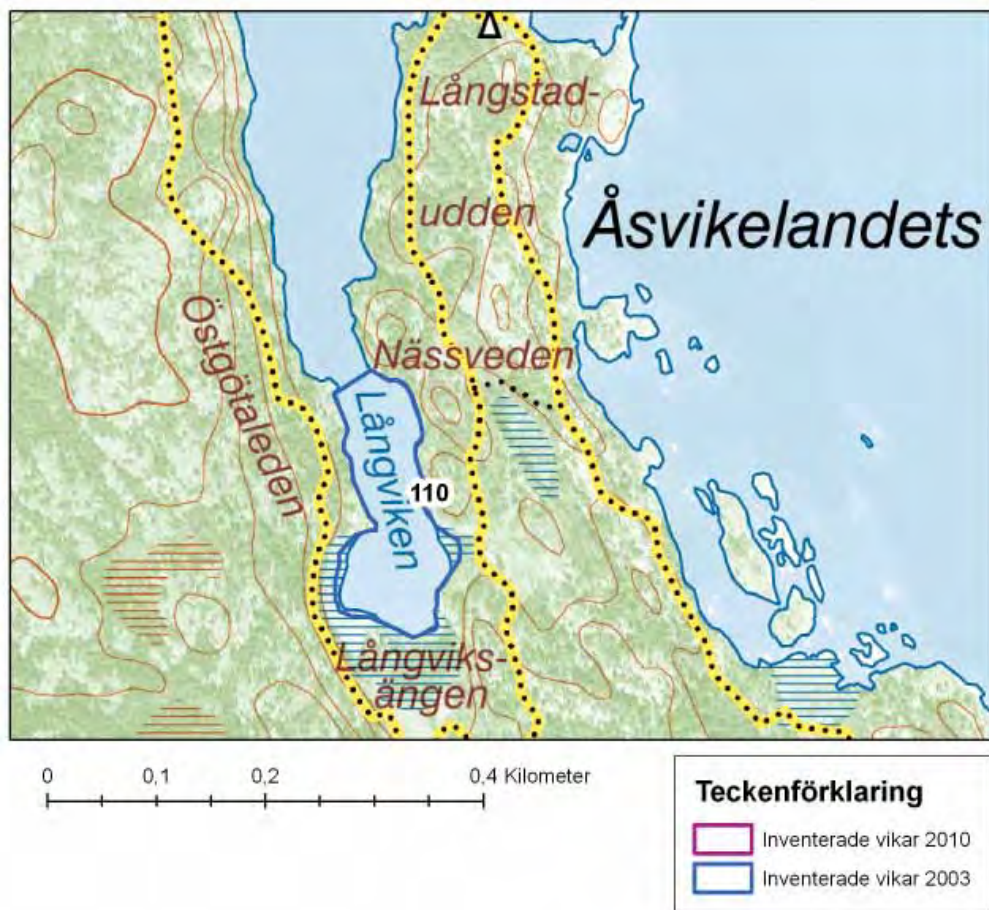 Långstad-
udden
Åsvikelandets
Östgötaleden
Nässveden
Långviken
110
Långviks-
ängen
0 0,1 0,2 0,4 Kilometer
Teckenförklaring
Inventerade vikar 2010
Inventerade vikar 2003